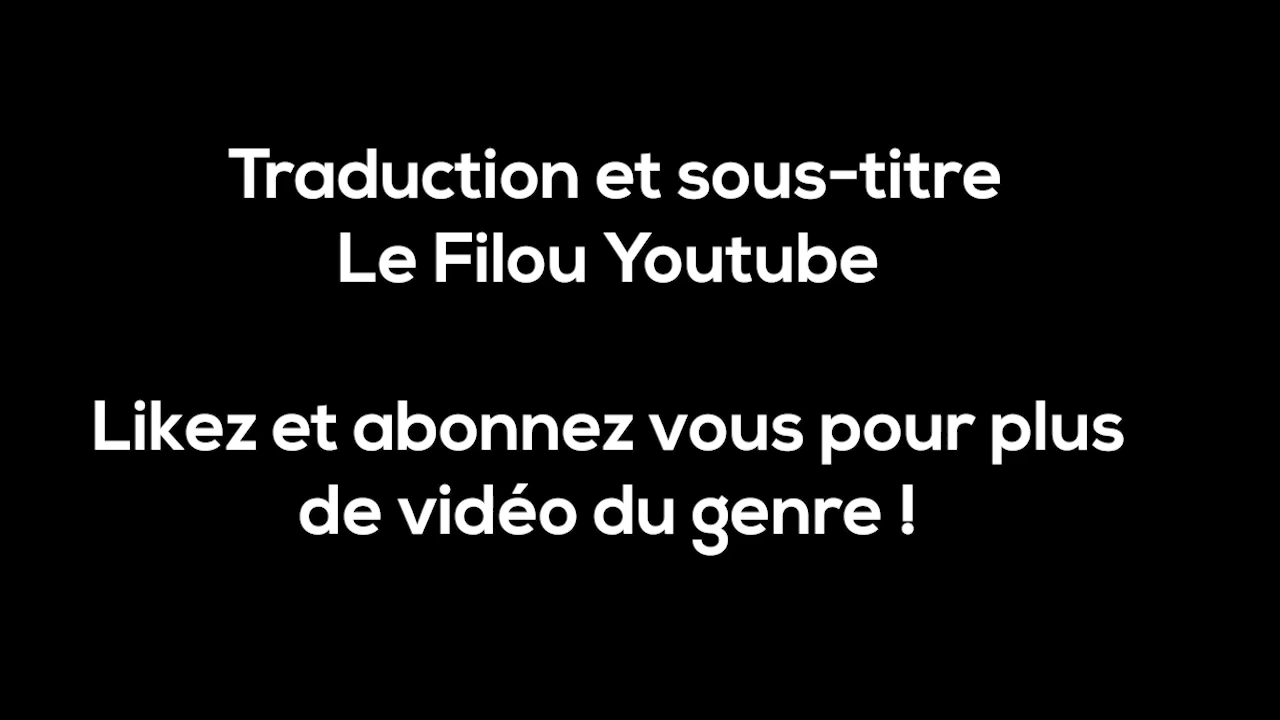 Traduction et sous-titre
Le Filou Youtube
Likez et abonnez vous pour plus
de vidéo du genre !